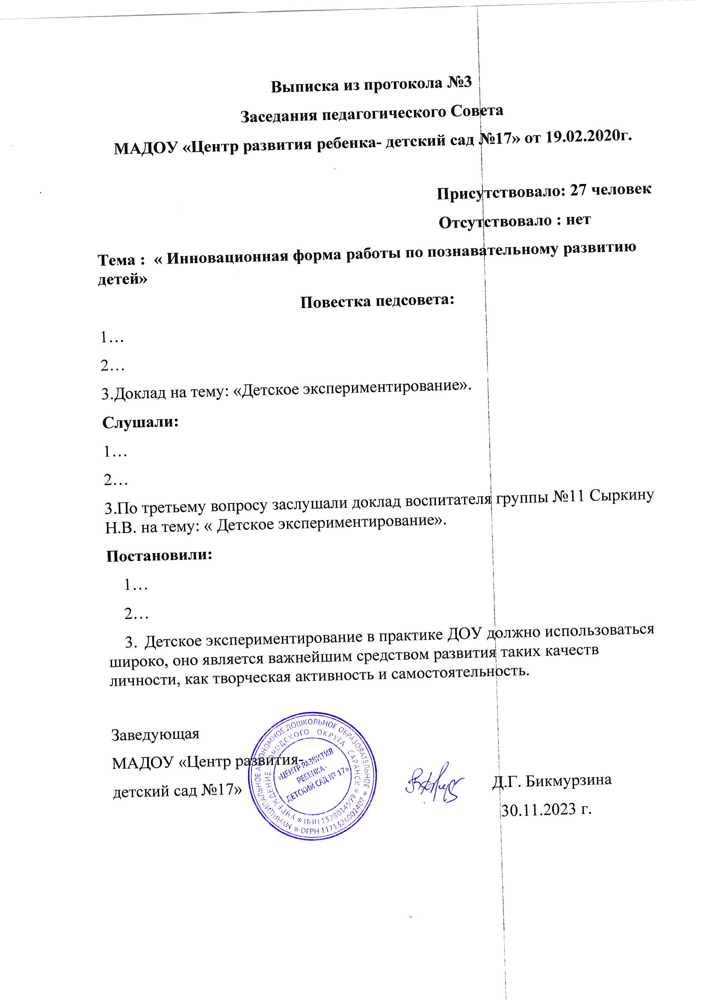 Выписка из протокола №3
Заседания педагогического Совета
МАДОУ «Центр развития ребенка- детский сад №17» от 19.02.2020г.
Присутствовало: 27 человек
Отсутствовало : нет
Тема :  « Инновационная форма работы по познавательному развитию
детей»
Повестка педсовета:
1…
2…
3.Доклад на тему: «Детское экспериментирование».
Слушали:
1…
2…
3.По третьему вопросу заслушали доклад воспитателя группы №11 Сыркину
Н.В. на тему: « Детское экспериментирование».
Постановили:
1…
2…
3.  Детское экспериментирование в практике ДОУ должно использоваться
широко, оно является важнейшим средством развития таких качеств
личности, как творческая активность и самостоятельность.
Заведующая
МАДОУ «Центр развития-
детский сад №17»
МУНИЦИПАЛЬНОЕ АВТОНОМНОЕ ДОШКОЛЬНОЕ ОБРАЗОВАТЕЛЬНОЕ * ОГРН 1171326002407 *
УЧРЕЖДЕНИЕ ГОРОДСКОГО ОКРУГА САРАНСК * ИНН 1328014599 *
«ЦЕНТР РАЗВИТИЯ
РЕБЕНКА -
ДЕТСКИЙ САД № 17»
Д.Г. Бикмурзина
30.11.2023 г.